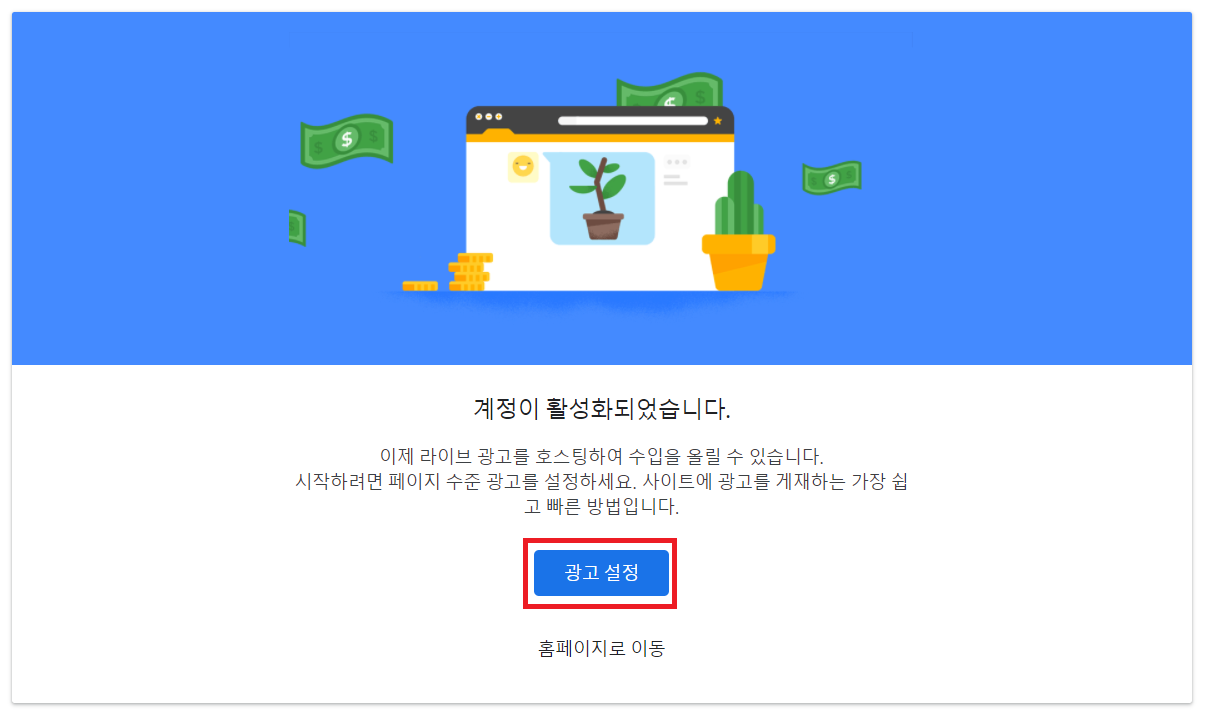 계정이 활성화되었습니다.
이제 라이브 광고를 호스팅하여 수입을 올릴 수 있습니다.
시작하려면 페이지 수준 광고를 설정하세요. 사이트에 광고를 게재하는 가장 쉽
고 빠른 방법입니다.
광고 설정
홈페이지로 이동